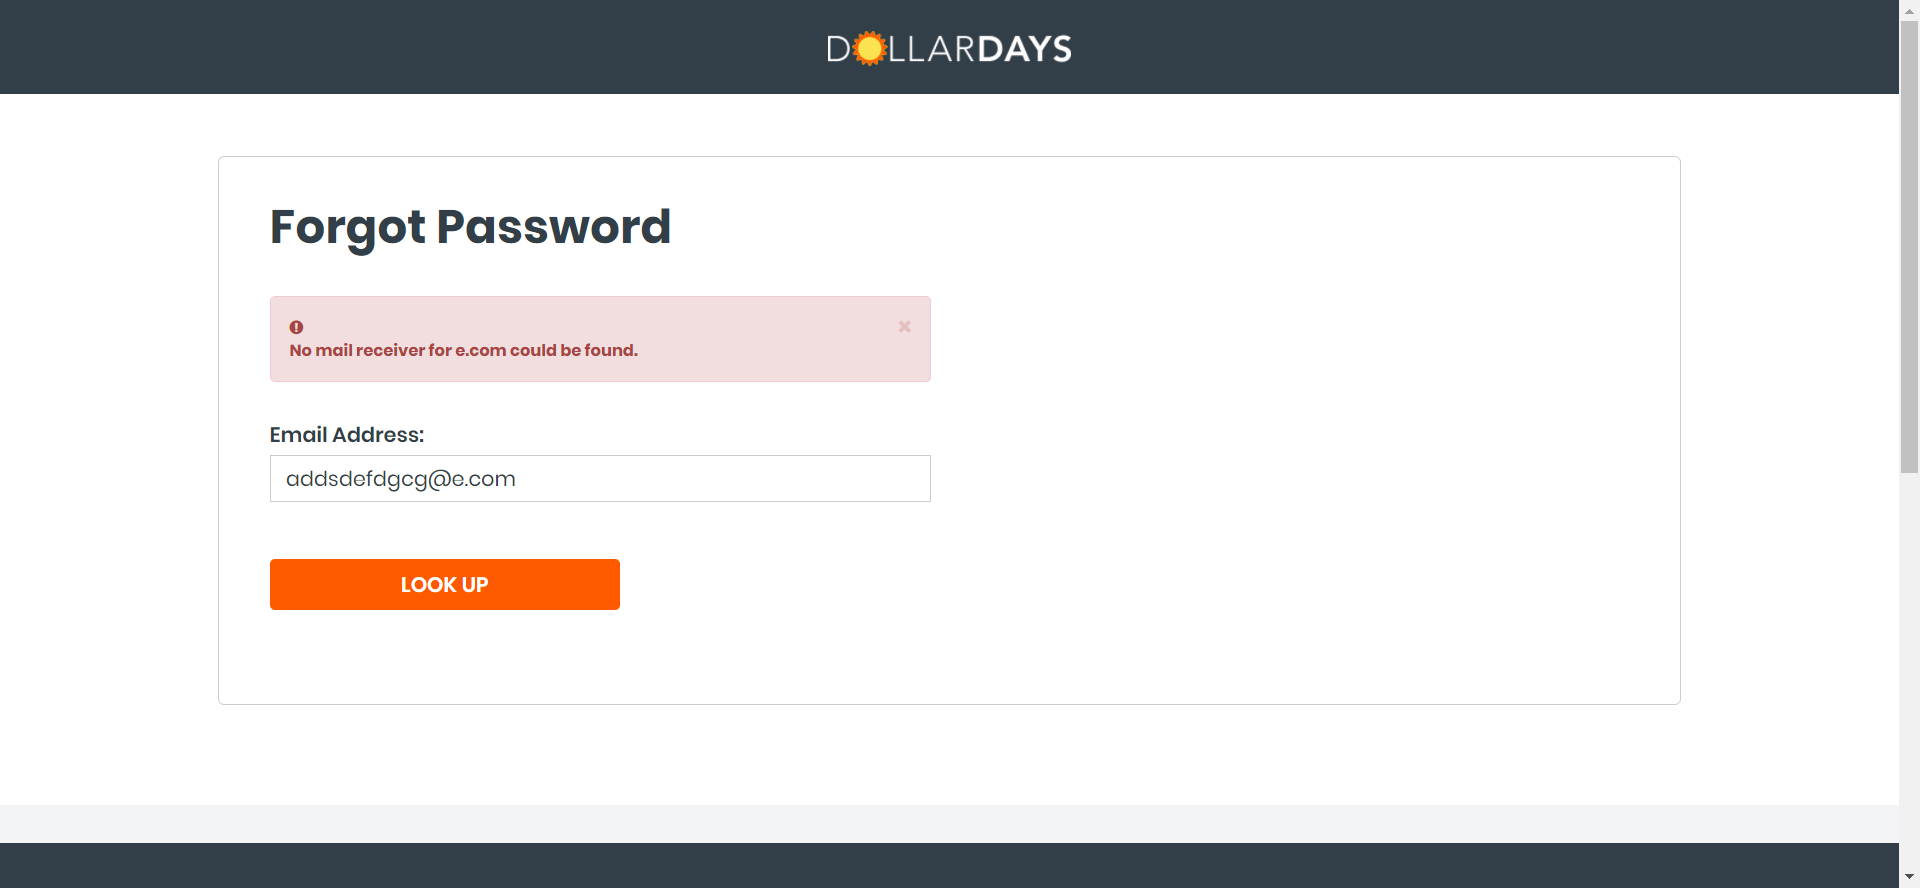 DOLLARDAYS
Forgot Password
No mail receiver for e.com could be found.
Email Address:
addsdefdgcg@e.com
LOOK UP